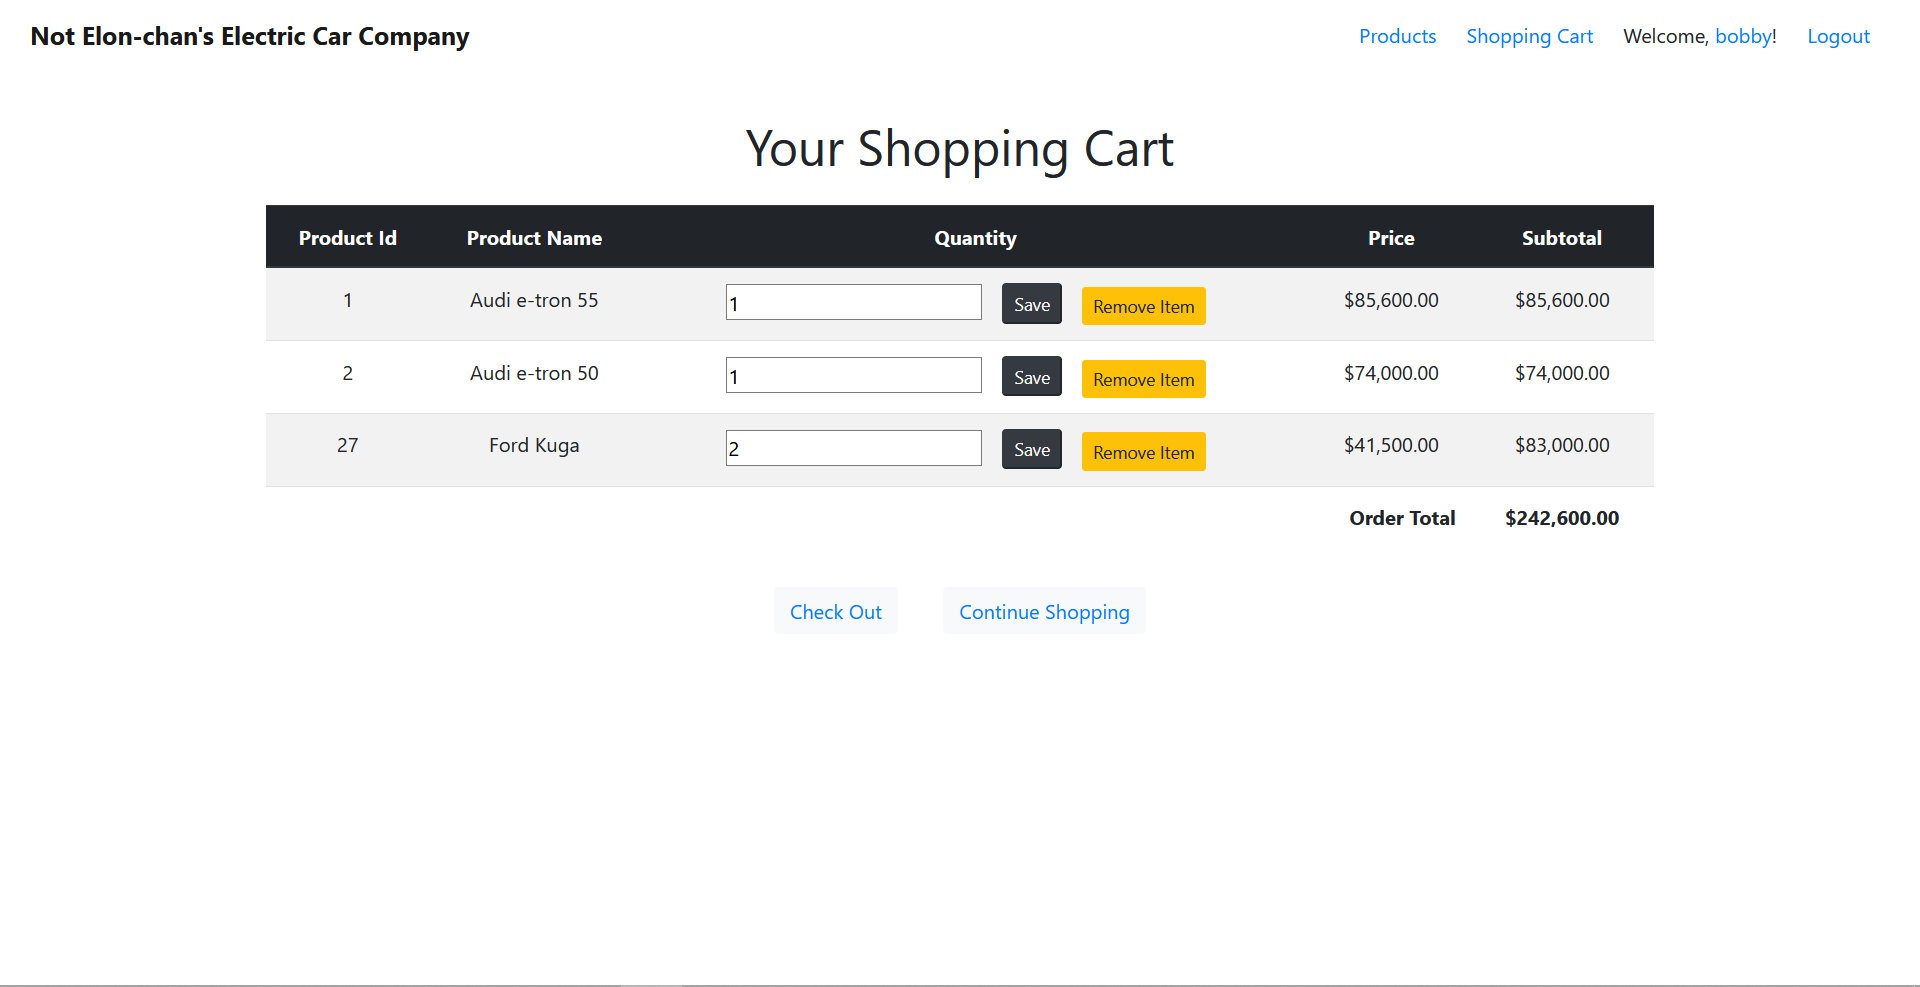 Not Elon-chan's Electric Car Company Products Shopping Cart Welcome, bobby! Logout
Your Shopping Cart
Product Id Product Name Quantity Price Subtotal
1 Audi e-tron 55 1 Save Remove Item $85,600.00 $85,600.00
2 Audi e-tron 50 1 Save Remove Item $74,000.00 $74,000.00
27 Ford Kuga 2 Save Remove Item $41,500.00 $83,000.00
Order Total $242,600.00
Check Out Continue Shopping